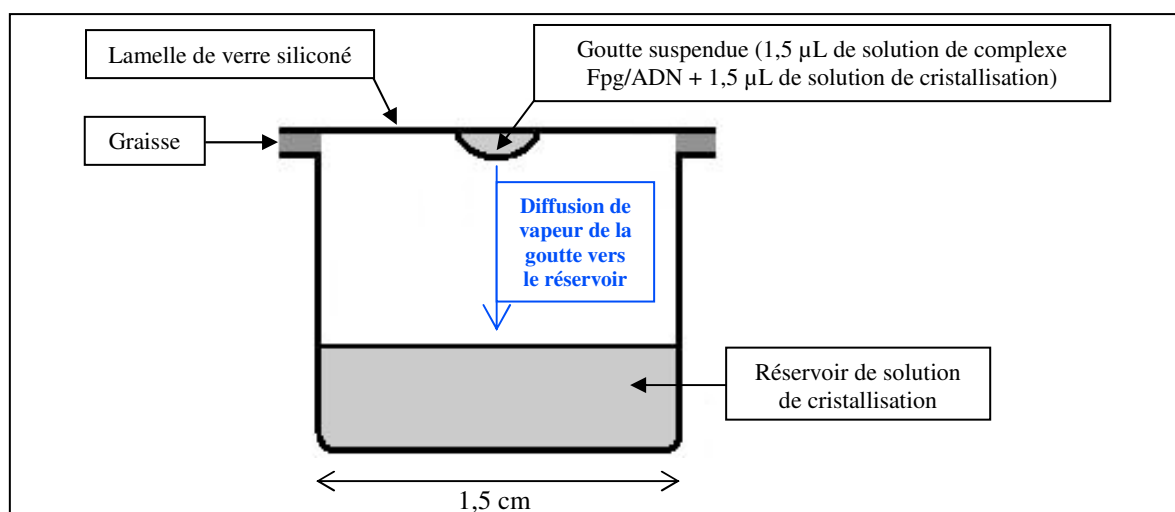 Lamelle de verre siliconé
Goutte suspendue (1,5 µL de solution de complexe
Fpg/ADN + 1,5 µL de solution de cristallisation)
Graisse
Diffusion de
vapeur de la
goutte vers
le réservoir
Réservoir de solution
de cristallisation
1,5 cm